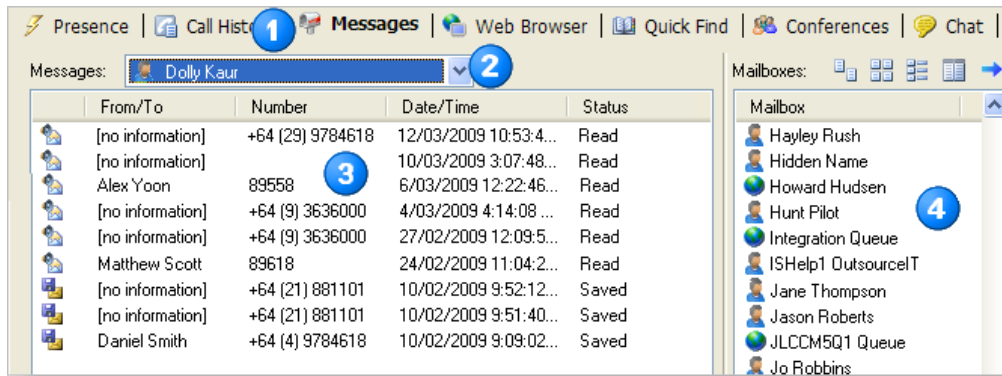 Presence | Call Histo 1 Messages | Web Browser | Quick Find | Conferences | Chat |
Messages: Dolly Kaur 2
Mailboxes:
From/To Number Date/Time Status
[no information] +64 (29) 9784618 12/03/2009 10:53:4... Read
[no information] 10/03/2009 3:07:48... Read
Alex Yoon 89558 3 6/03/2009 12:22:46... Read
[no information] +64 (9) 3636000 4/03/2009 4:14:08 ... Read
[no information] +64 (9) 3636000 27/02/2009 12:09:5... Read
Matthew Scott 89618 24/02/2009 11:04:2... Read
[no information] +64 (21) 881101 10/02/2009 9:52:12... Saved
[no information] +64 (21) 881101 10/02/2009 9:51:40... Saved
Daniel Smith +64 (4) 9784618 10/02/2009 9:09:02... Saved
Mailbox
Hayley Rush
Hidden Name
Howard Hudsen
Hunt Pilot 4
Integration Queue
ISHelp1 OutsourceIT
Jane Thompson
Jason Roberts
JLCCM5Q1 Queue
Jo Robbins